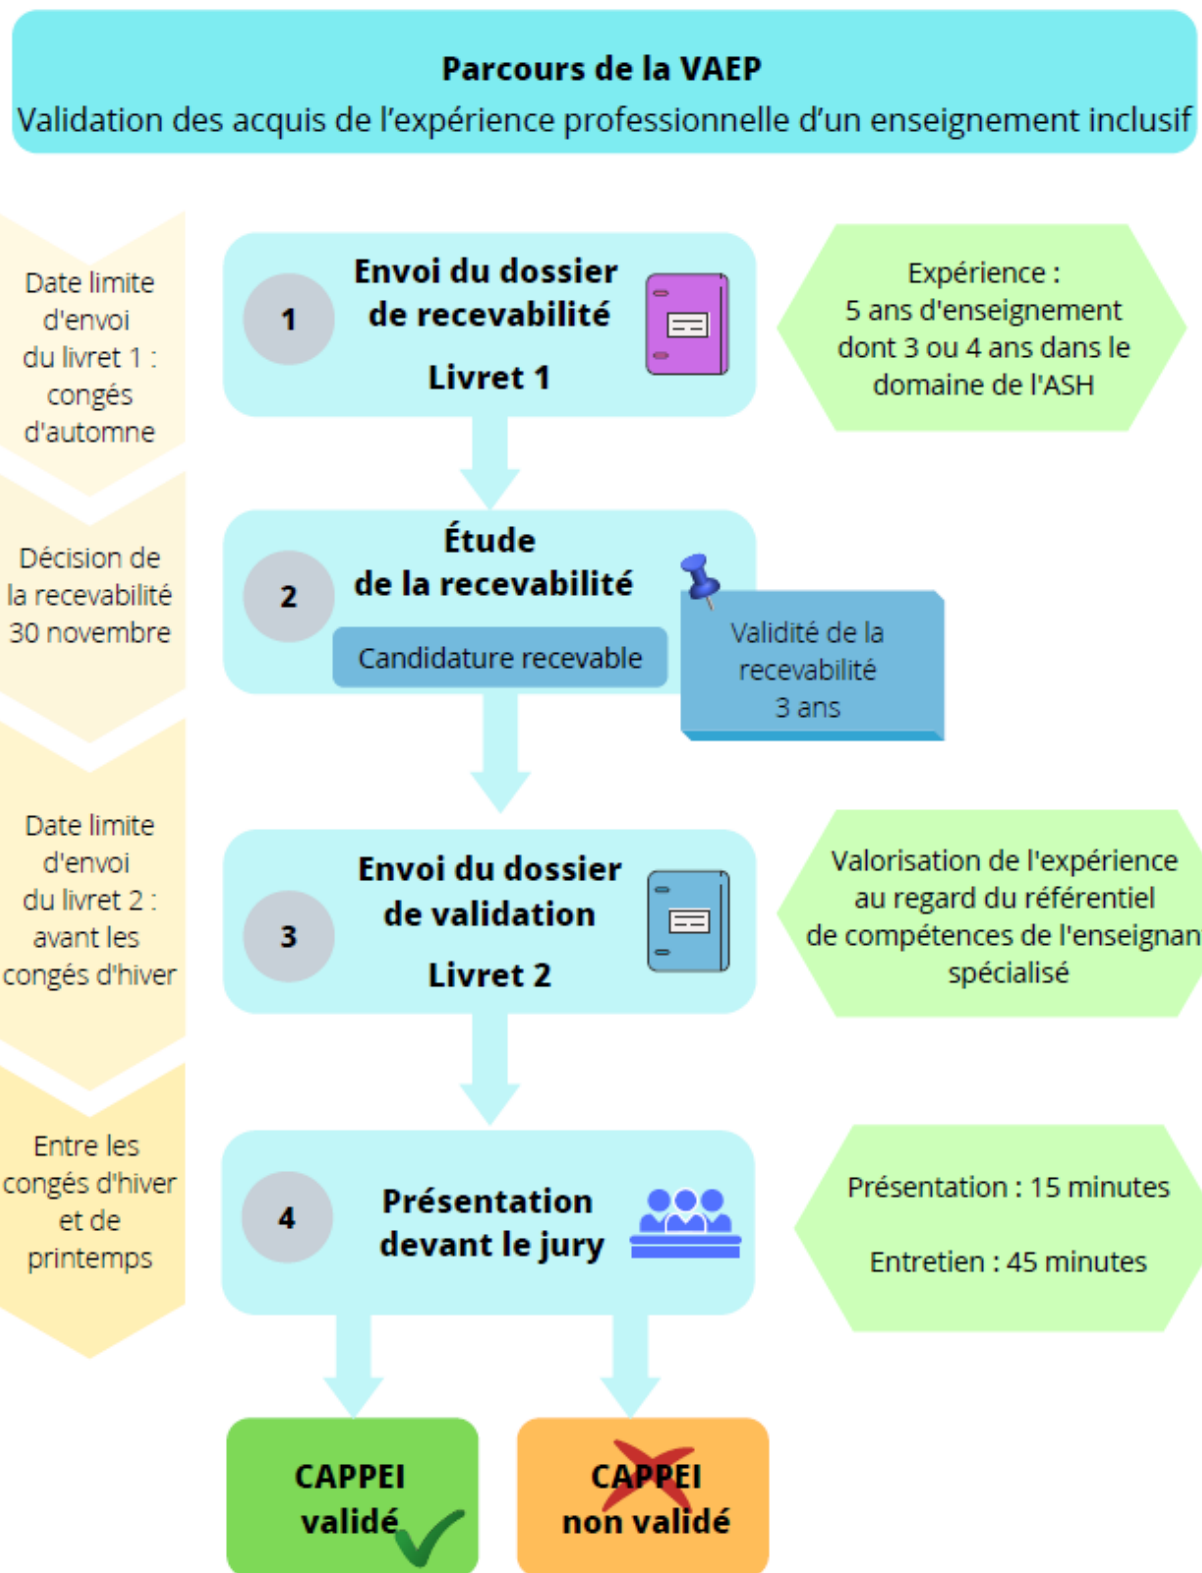 Parcours de la VAEP
Validation des acquis de l'expérience professionnelle d'un enseignement inclusif
Date limite
d'envoi
du livret 1 :
congés
d'automne
1
Envoi du dossier
de recevabilité
Livret 1
Expérience :
5 ans d'enseignement
dont 3 ou 4 ans dans le
domaine de l'ASH
Décision de
la recevabilité
30 novembre
2
Étude
de la recevabilité
Candidature recevable
Validité de la
recevabilité
3 ans
Date limite
d'envoi
du livret 2 :
avant les
congés d'hiver
3
Envoi du dossier
de validation
Livret 2
Valorisation de l'expérience
au regard du référentiel
de compétences de l'enseignan
spécialisé
Entre les
congés d'hiver
et de
printemps
4
Présentation
devant le jury
Présentation : 15 minutes
Entretien : 45 minutes
CAPPEI
validé
CAPPEI
non validé